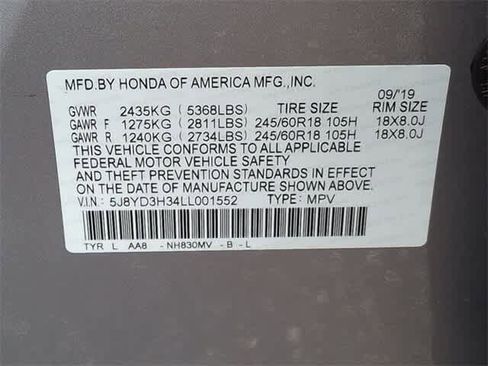 MFD.BY HONDA OF AMERICA MFG.,INC.
09/'19
GVWR 2435KG (5368LBS) TIRE SIZE RIM SIZE
GAWR F 1275KG (2811LBS) 245/60R18 105H 18X8.0J
GAWR R 1240KG (2734LBS) 245/60R18 105H 18X8.0J
THIS VEHICLE CONFORMS TO ALL APPLICABLE
FEDERAL MOTOR VEHICLE SAFETY
AND THEFT PREVENTION STANDARDS IN EFFECT ON
THE DATE OF MANUFACTURE SHOWN ABOVE.
V.I.N.: 5J8YD3H34LL001552 TYPE: MPV
TYR L AA8 - NH830MV - B - L